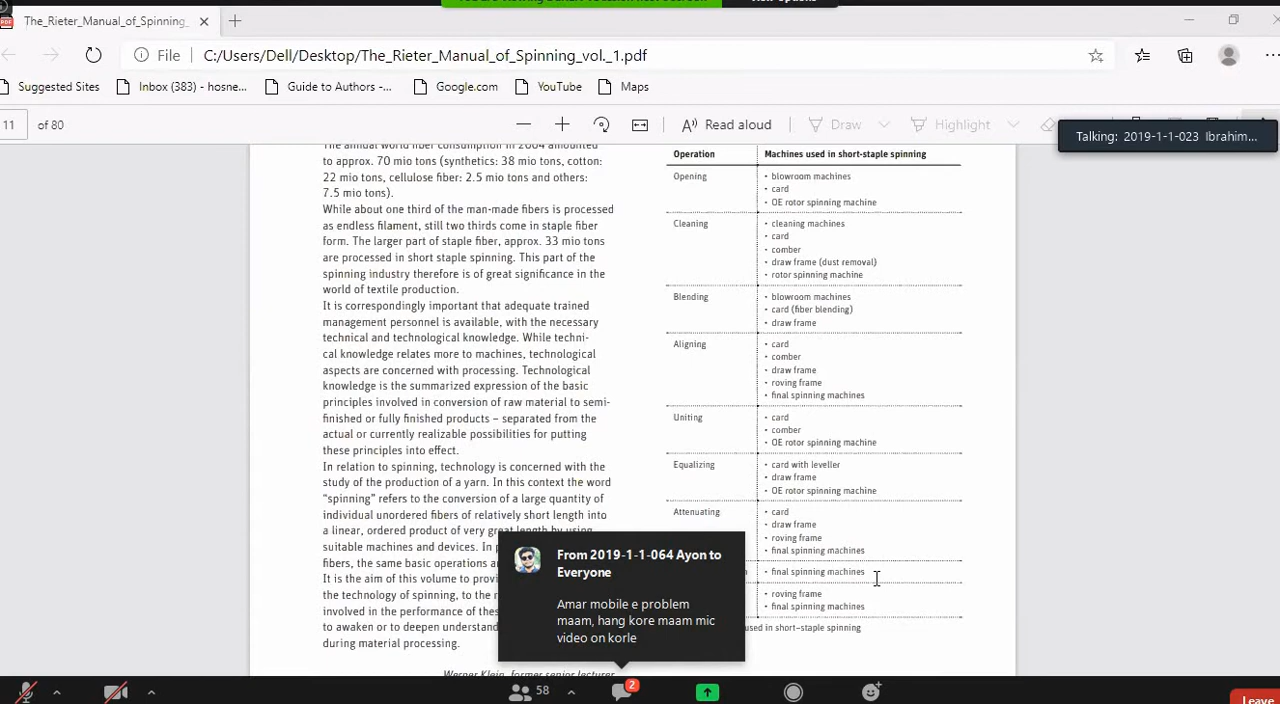 The_Rieter_Manual_of_Spinning_
File
C:/Users/Dell/Desktop/The_Rieter_Manual_of_Spinning_vol._1.pdf
Suggested Sites
Inbox (383) - hosne...
Guide to Authors -...
Google.com
YouTube
Maps
11 of 80
Read aloud
Draw
Highlight
Talking: 2019-1-1-023 Ibrahim...
The annual world fiber consumption in 2004 amounted
to approx. 70 mio tons (synthetics: 38 mio tons, cotton:
22 mio tons, cellulose fiber: 2.5 mio tons and others:
7.5 mio tons).
While about one third of the man-made fibers is processed
as endless filament, still two thirds come in staple fiber
form. The larger part of staple fiber, approx. 33 mio tons
are processed in short staple spinning. This part of the
spinning industry therefore is of great significance in the
world of textile production.
It is correspondingly important that adequate trained
management personnel is available, with the necessary
technical and technological knowledge. While techni-
cal knowledge relates more to machines, technological
aspects are concerned with processing. Technological
knowledge is the summarized expression of the basic
principles involved in conversion of raw material to semi-
finished or fully finished products – separated from the
actual or currently realizable possibilities for putting
these principles into effect.
In relation to spinning, technology is concerned with the
study of the production of a yarn. In this context the word
"spinning" refers to the conversion of a large quantity of
individual unordered fibers of relatively short length into
a linear, ordered product of very great length by using
suitable machines and devices. In p
fibers, the same basic operations a
It is the aim of this volume to provi
the technology of spinning, to the r
involved in the performance of thes
to awaken or to deepen understand
during material processing.
Werner Klein, former senior lecturer
Operation
Machines used in short-staple spinning
Opening
• blowroom machines
• card
• OE rotor spinning machine
Cleaning
• cleaning machines
• card
• comber
• draw frame (dust removal)
• rotor spinning machine
Blending
• blowroom machines
• card (fiber blending)
• draw frame
Aligning
• card
• comber
• draw frame
• roving frame
• final spinning machines
Uniting
• card
• comber
• OE rotor spinning machine
Equalizing
• card with leveller
• draw frame
• OE rotor spinning machine
Attenuating
• card
• draw frame
• roving frame
• final spinning machines
• final spinning machines
• roving frame
• final spinning machines
used in short-staple spinning
From 2019-1-1-064 Ayon to
Everyone
Amar mobile e problem
maam, hang kore maam mic
video on korle
58
2
Leave